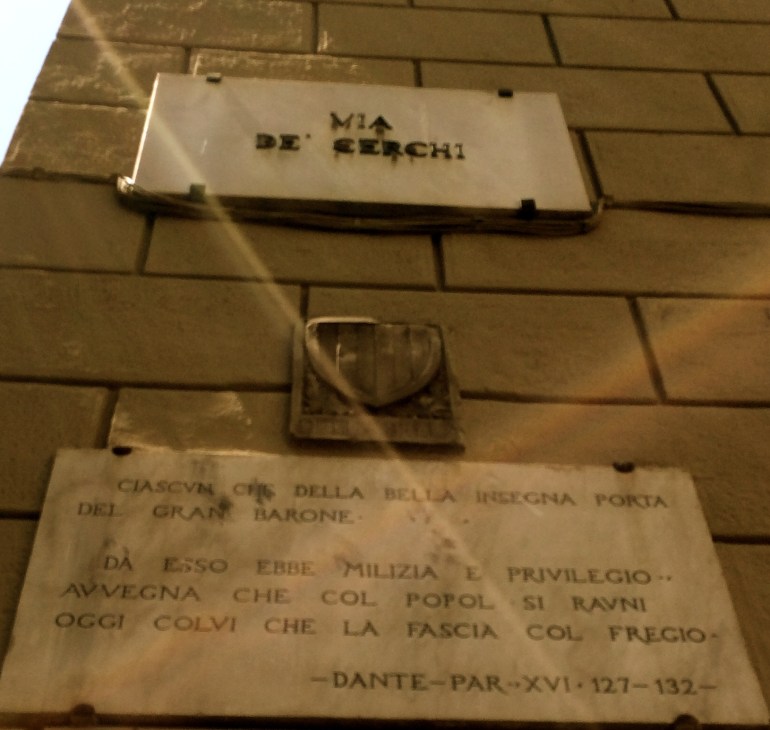 VIA
DE' CERCHI
CIASCVN CHE DELLA BELLA INSEGNA PORTA
DEL GRAN BARONE·
DA ESSO EBBE MILIZIA E PRIVILEGIO··
AVVEGNA CHE COL POPOL SI RAVNI
OGGI COLVI CHE LA FASCIA COL FREGIO·
—DANTE—PAR··XVI·127—132—